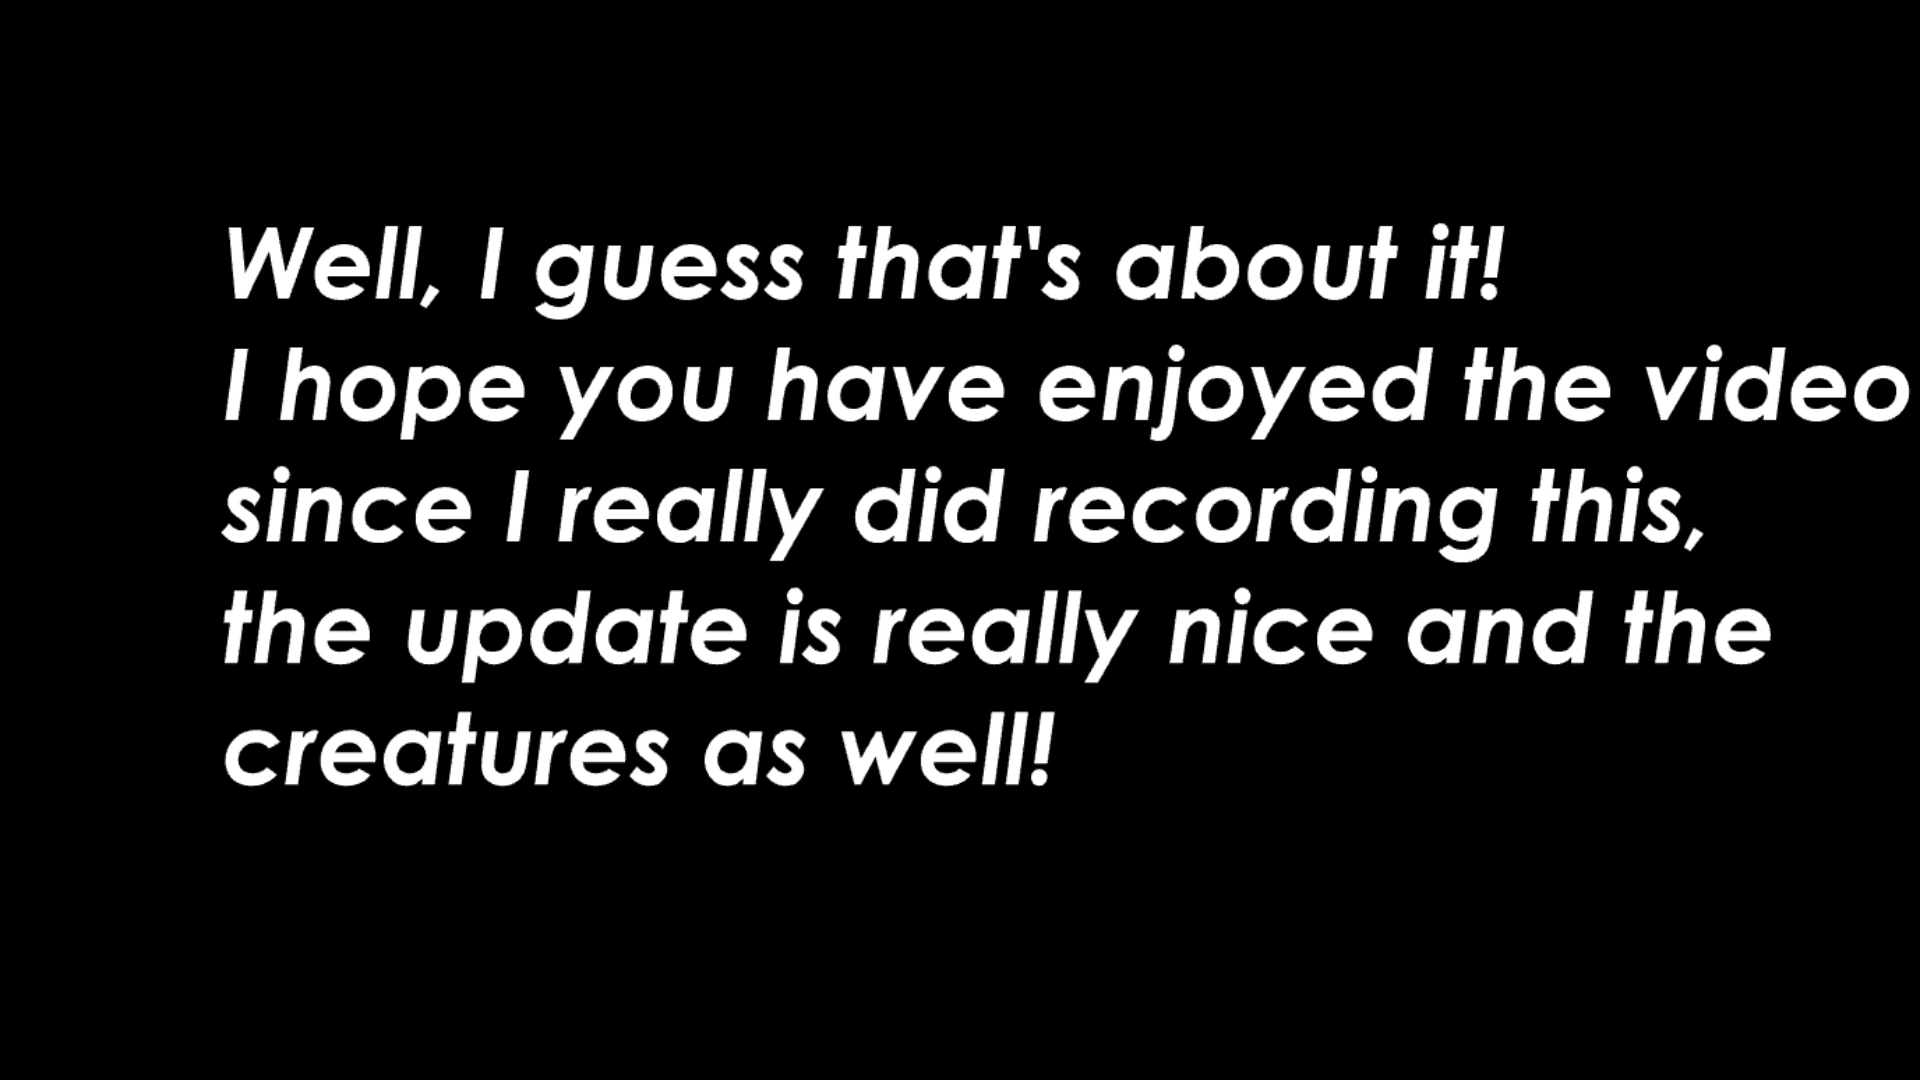 Well, I guess that's about it!
I hope you have enjoyed the video
since I really did recording this,
the update is really nice and the
creatures as well!